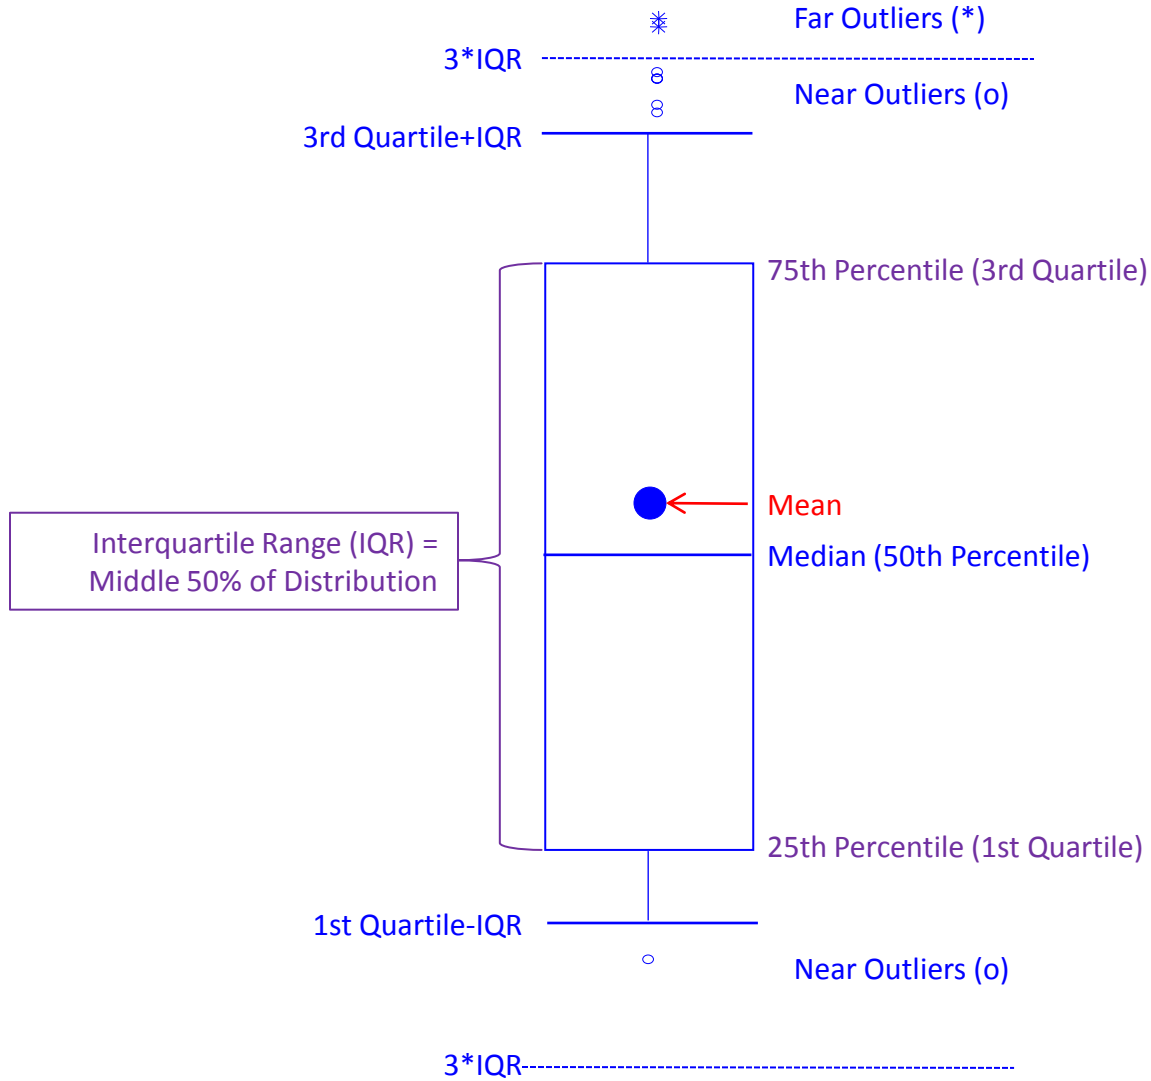 Far Outliers (*)
3*IQR
Near Outliers (o)
3rd Quartile+IQR
75th Percentile (3rd Quartile)
Mean
Interquartile Range (IQR) =
Middle 50% of Distribution
Median (50th Percentile)
25th Percentile (1st Quartile)
1st Quartile-IQR
Near Outliers (o)
3*IQR